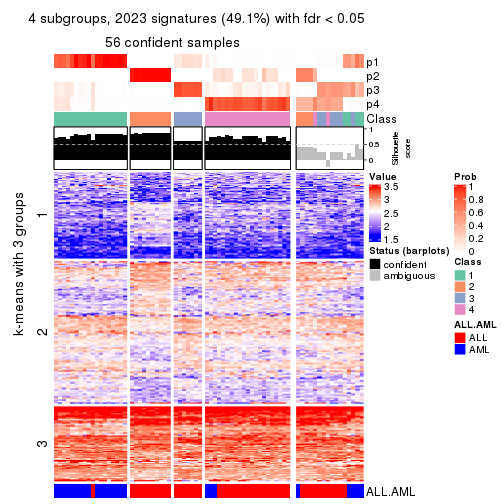 4 subgroups, 2023 signatures (49.1%) with fdr < 0.05
56 confident samples
p1
p2
p3
p4
Class
1
0.5
0
Silhouette
score
k-means with 3 groups
1
2
3
ALL.AML
Value
3.5
3
2.5
2
1.5
Status (barplots)
confident
ambiguous
Prob
1
0.8
0.6
0.4
0.2
0
Class
1
2
3
4
ALL.AML
ALL
AML